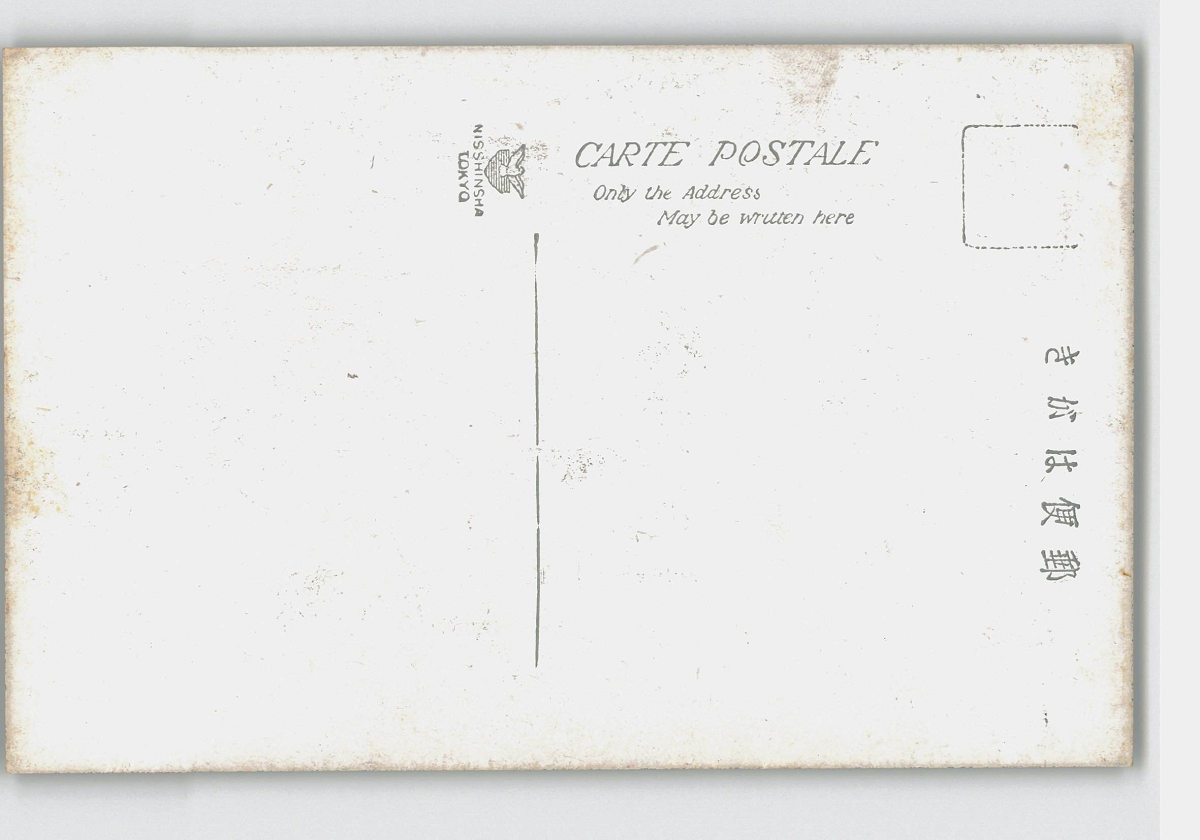 CARTE POSTALE
Only the Address
May be written here
NISSHINSHA
TOKYO
郵便はがき